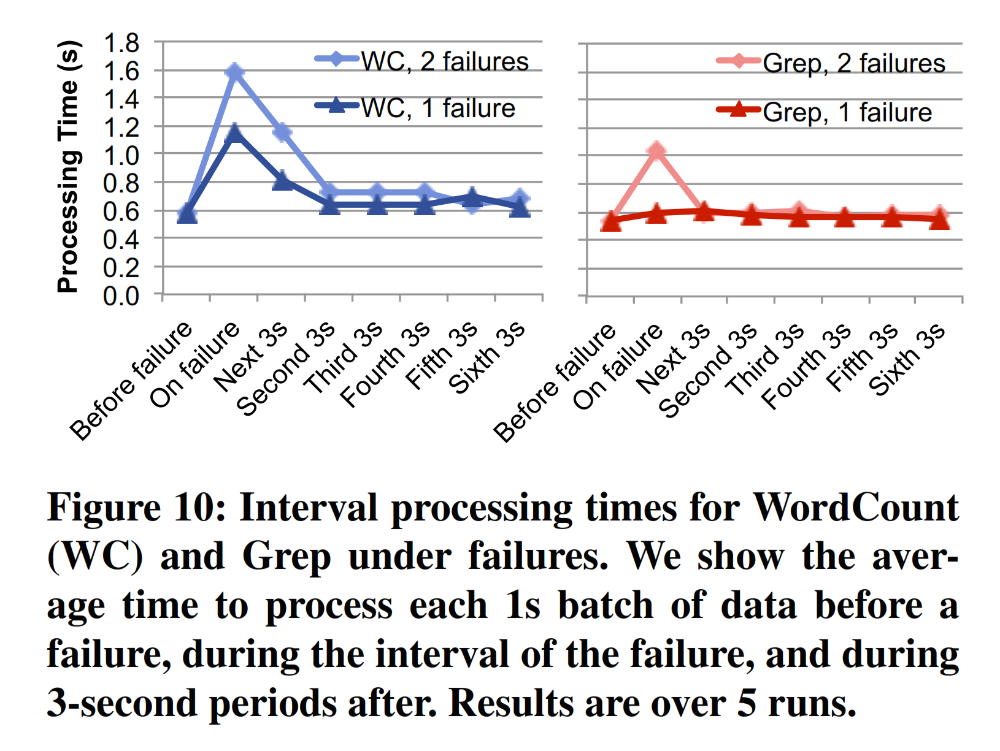 Processing Time (s)
1.8
1.6
1.4
1.2
1.0
0.8
0.6
0.4
0.2
0.0
WC, 2 failures
WC, 1 failure
Before failure
On failure
Next 3s
Second 3s
Third 3s
Fourth 3s
Fifth 3s
Sixth 3s
Grep, 2 failures
Grep, 1 failure
Before failure
On failure
Next 3s
Second 3s
Third 3s
Fourth 3s
Fifth 3s
Sixth 3s
Figure 10: Interval processing times for WordCount
(WC) and Grep under failures. We show the aver-
age time to process each 1s batch of data before a
failure, during the interval of the failure, and during
3-second periods after. Results are over 5 runs.